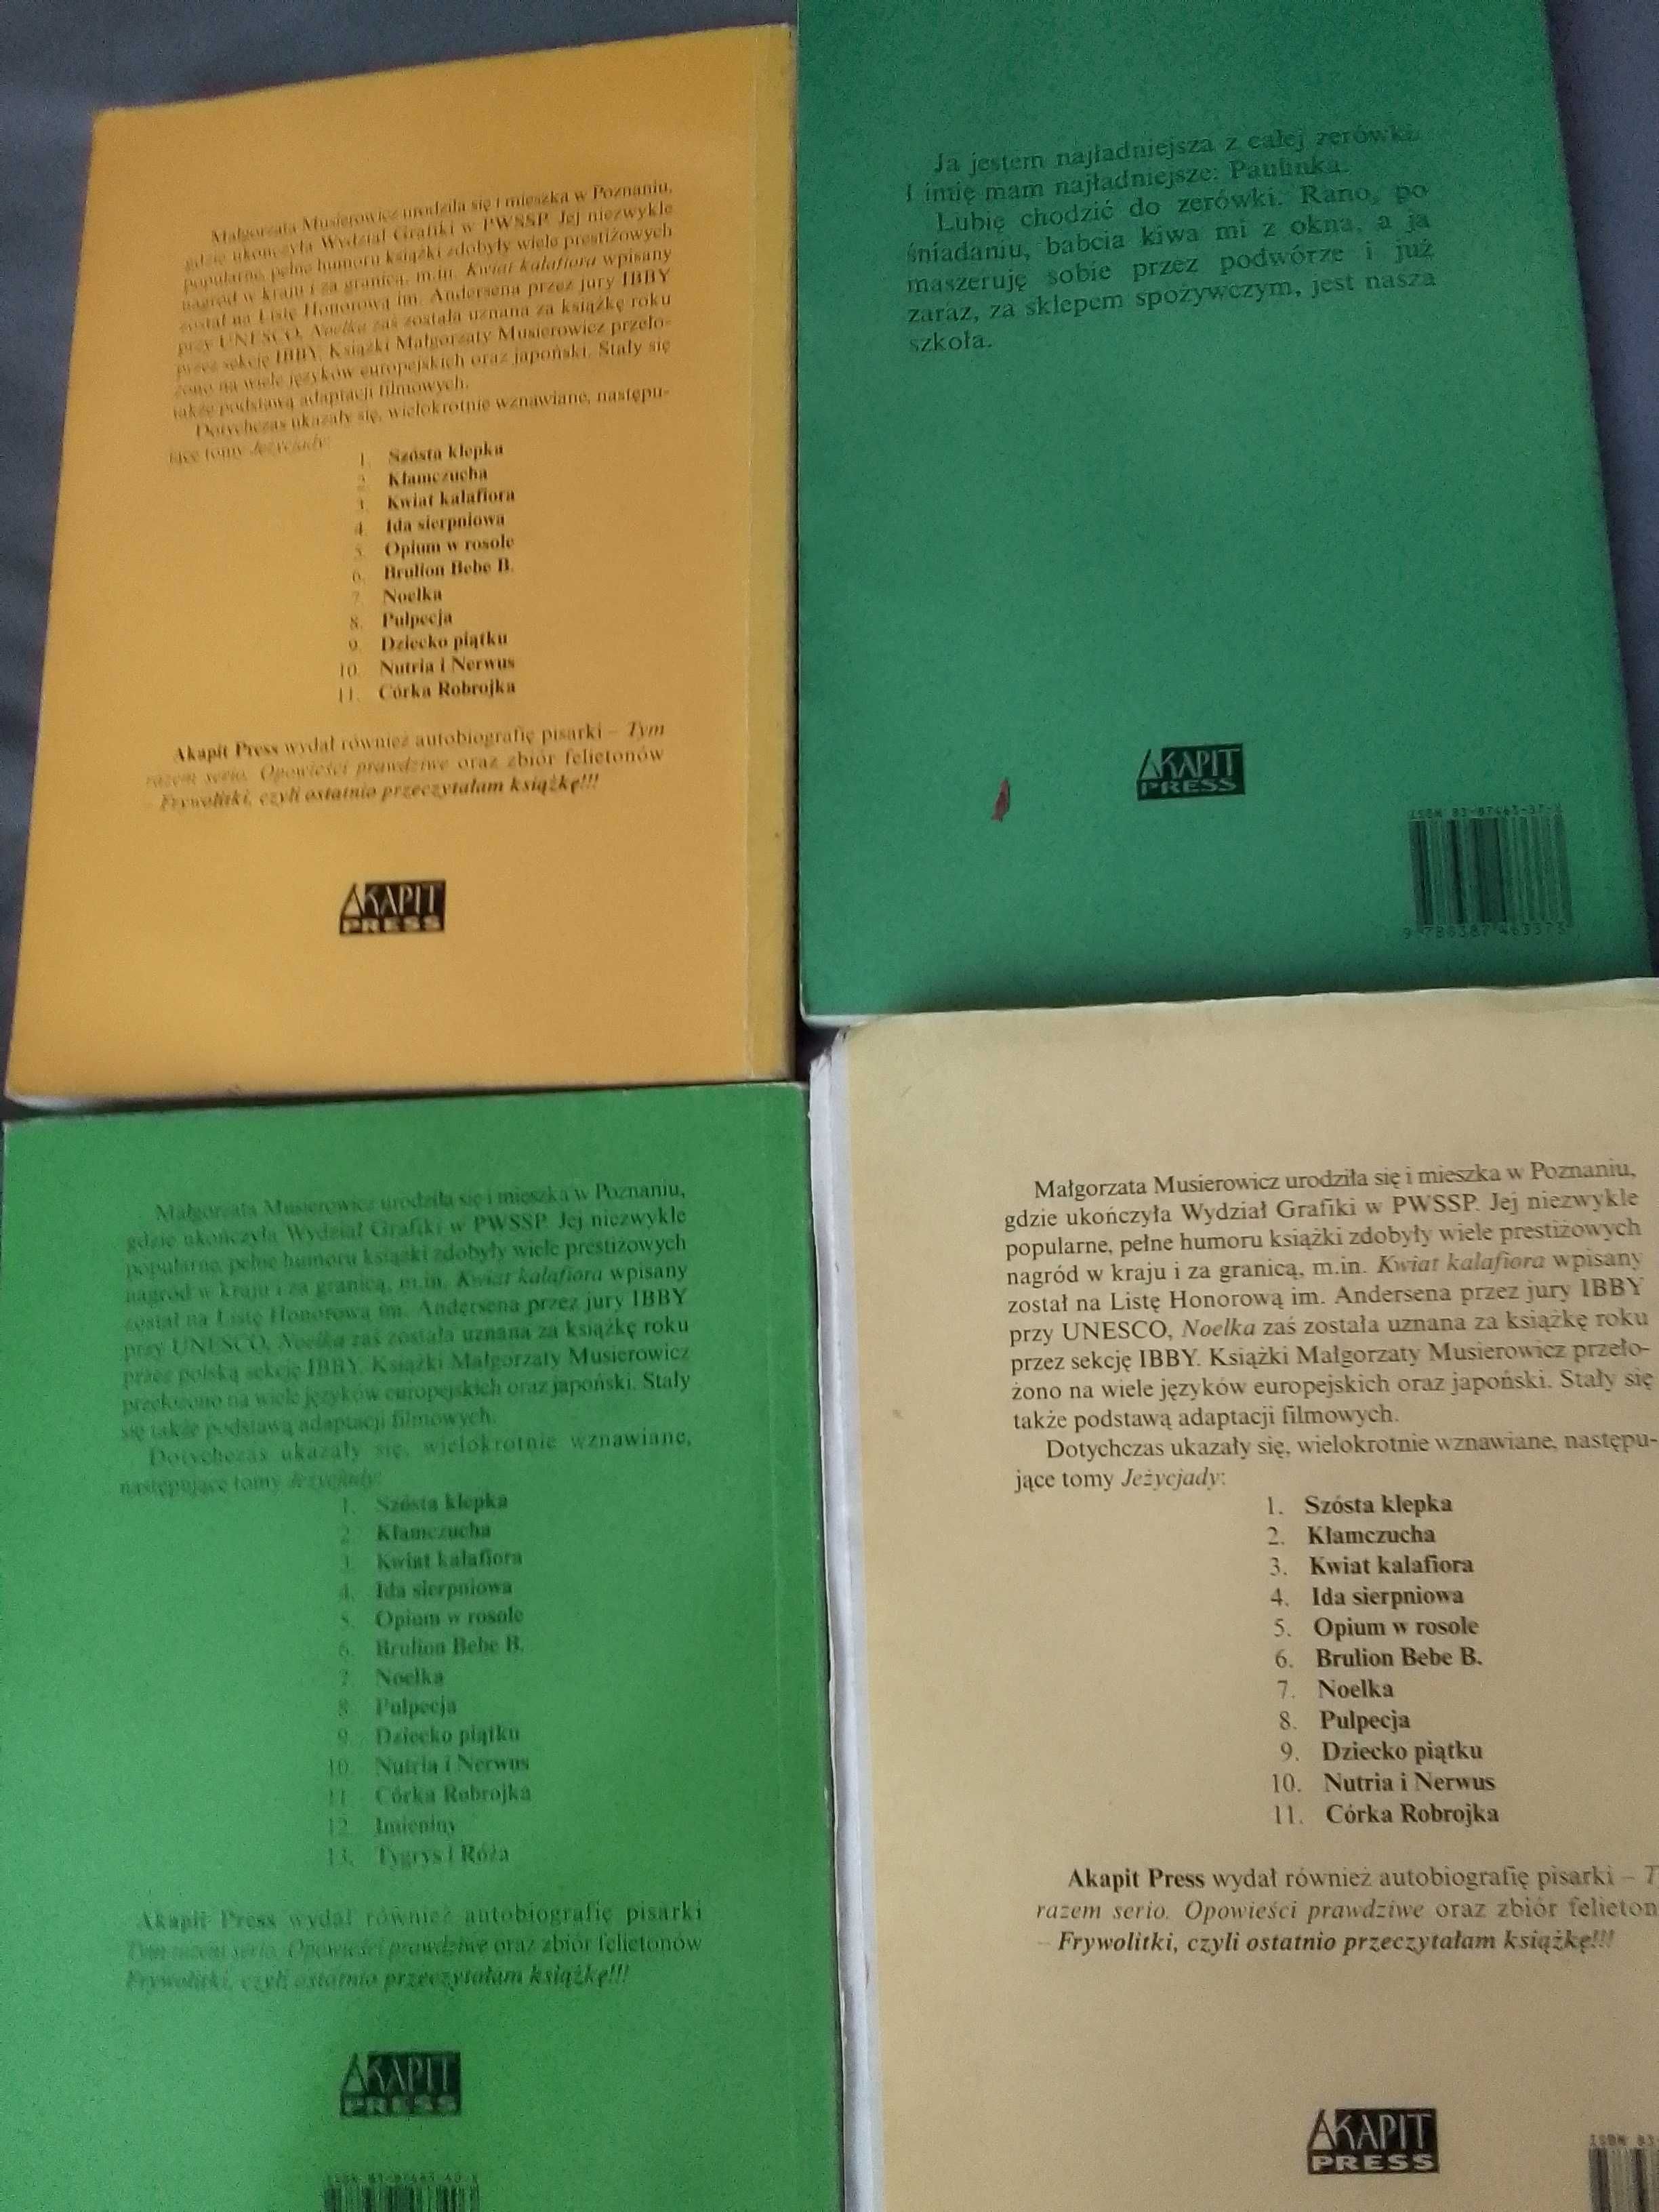 Małgorzata Musierowicz urodziła się i mieszka w Poznaniu,
gdzie ukończyła Wydział Grafiki w PWSSP. Jej niezwykle
popularne, pełne humoru książki zdobyły wiele prestiżowych
nagród w kraju i za granicą, m.in. Kwiat kalafiora wpisany
został na Listę Honorową im. Andersena przez jury IBBY
przy UNESCO, Noelka zaś została uznana za książkę roku
przez sekcję IBBY. Książki Małgorzaty Musierowicz przeło-
żono na wiele języków europejskich oraz japoński. Stały się
także podstawą adaptacji filmowych.
Dotychczas ukazały się, wielokrotnie wznawiane, następu-
jące tomy Jeżycjady:
1. Szósta klepka
2. Kłamczucha
3. Kwiat kalafiora
4. Ida sierpniowa
5. Opium w rosole
6. Brulion Bebe B.
7. Noelka
8. Pulpecja
9. Dziecko piątku
10. Nutria i Nerwus
11. Córka Robrojka
Akapit Press wydał również autobiografię pisarki – Tym
razem serio. Opowieści prawdziwe oraz zbiór felietonów
– Frywolitki, czyli ostatnio przeczytałam książkę!!!
AKAPIT
PRESS
Ja jestem najładniejsza z całej zerówki.
I imię mam najładniejsze: Paulinka.
Lubię chodzić do zerówki. Rano, po
śniadaniu, babcia kiwa mi z okna, a ja
maszeruję sobie przez podwórze i już
zaraz, za sklepem spożywczym, jest nasza
szkoła.
AKAPIT
PRESS
ISBN 83-87463-37-X
9 788387 463373
Małgorzata Musierowicz urodziła się i mieszka w Poznaniu,
gdzie ukończyła Wydział Grafiki w PWSSP. Jej niezwykle
popularne, pełne humoru książki zdobyły wiele prestiżowych
nagród w kraju i za granicą, m.in. Kwiat kalafiora wpisany
został na Listę Honorową im. Andersena przez jury IBBY
przy UNESCO, Noelka zaś została uznana za książkę roku
przez polską sekcję IBBY. Książki Małgorzaty Musierowicz
przełożono na wiele języków europejskich oraz japoński. Stały
się także podstawą adaptacji filmowych.
Dotychczas ukazały się, wielokrotnie wznawiane,
następujące tomy Jeżycjady:
1. Szósta klepka
2. Kłamczucha
3. Kwiat kalafiora
4. Ida sierpniowa
5. Opium w rosole
6. Brulion Bebe B.
7. Noelka
8. Pulpecja
9. Dziecko piątku
10. Nutria i Nerwus
11. Córka Robrojka
12. Imieniny
13. Tygrys i Róża
Akapit Press wydał również autobiografię pisarki
Tym razem serio. Opowieści prawdziwe oraz zbiór felietonów
Frywolitki, czyli ostatnio przeczytałam książkę!!!
AKAPIT
PRESS
Małgorzata Musierowicz urodziła się i mieszka w Poznaniu,
gdzie ukończyła Wydział Grafiki w PWSSP. Jej niezwykle
popularne, pełne humoru książki zdobyły wiele prestiżowych
nagród w kraju i za granicą, m.in. Kwiat kalafiora wpisany
został na Listę Honorową im. Andersena przez jury IBBY
przy UNESCO, Noelka zaś została uznana za książkę roku
przez sekcję IBBY. Książki Małgorzaty Musierowicz przeło-
żono na wiele języków europejskich oraz japoński. Stały się
także podstawą adaptacji filmowych.
Dotychczas ukazały się, wielokrotnie wznawiane, następu-
jące tomy Jeżycjady:
1. Szósta klepka
2. Kłamczucha
3. Kwiat kalafiora
4. Ida sierpniowa
5. Opium w rosole
6. Brulion Bebe B.
7. Noelka
8. Pulpecja
9. Dziecko piątku
10. Nutria i Nerwus
11. Córka Robrojka
Akapit Press wydał również autobiografię pisarki – T
razem serio. Opowieści prawdziwe oraz zbiór felieton
– Frywolitki, czyli ostatnio przeczytałam książkę!!!
AKAPIT
PRESS
ISBN 83-